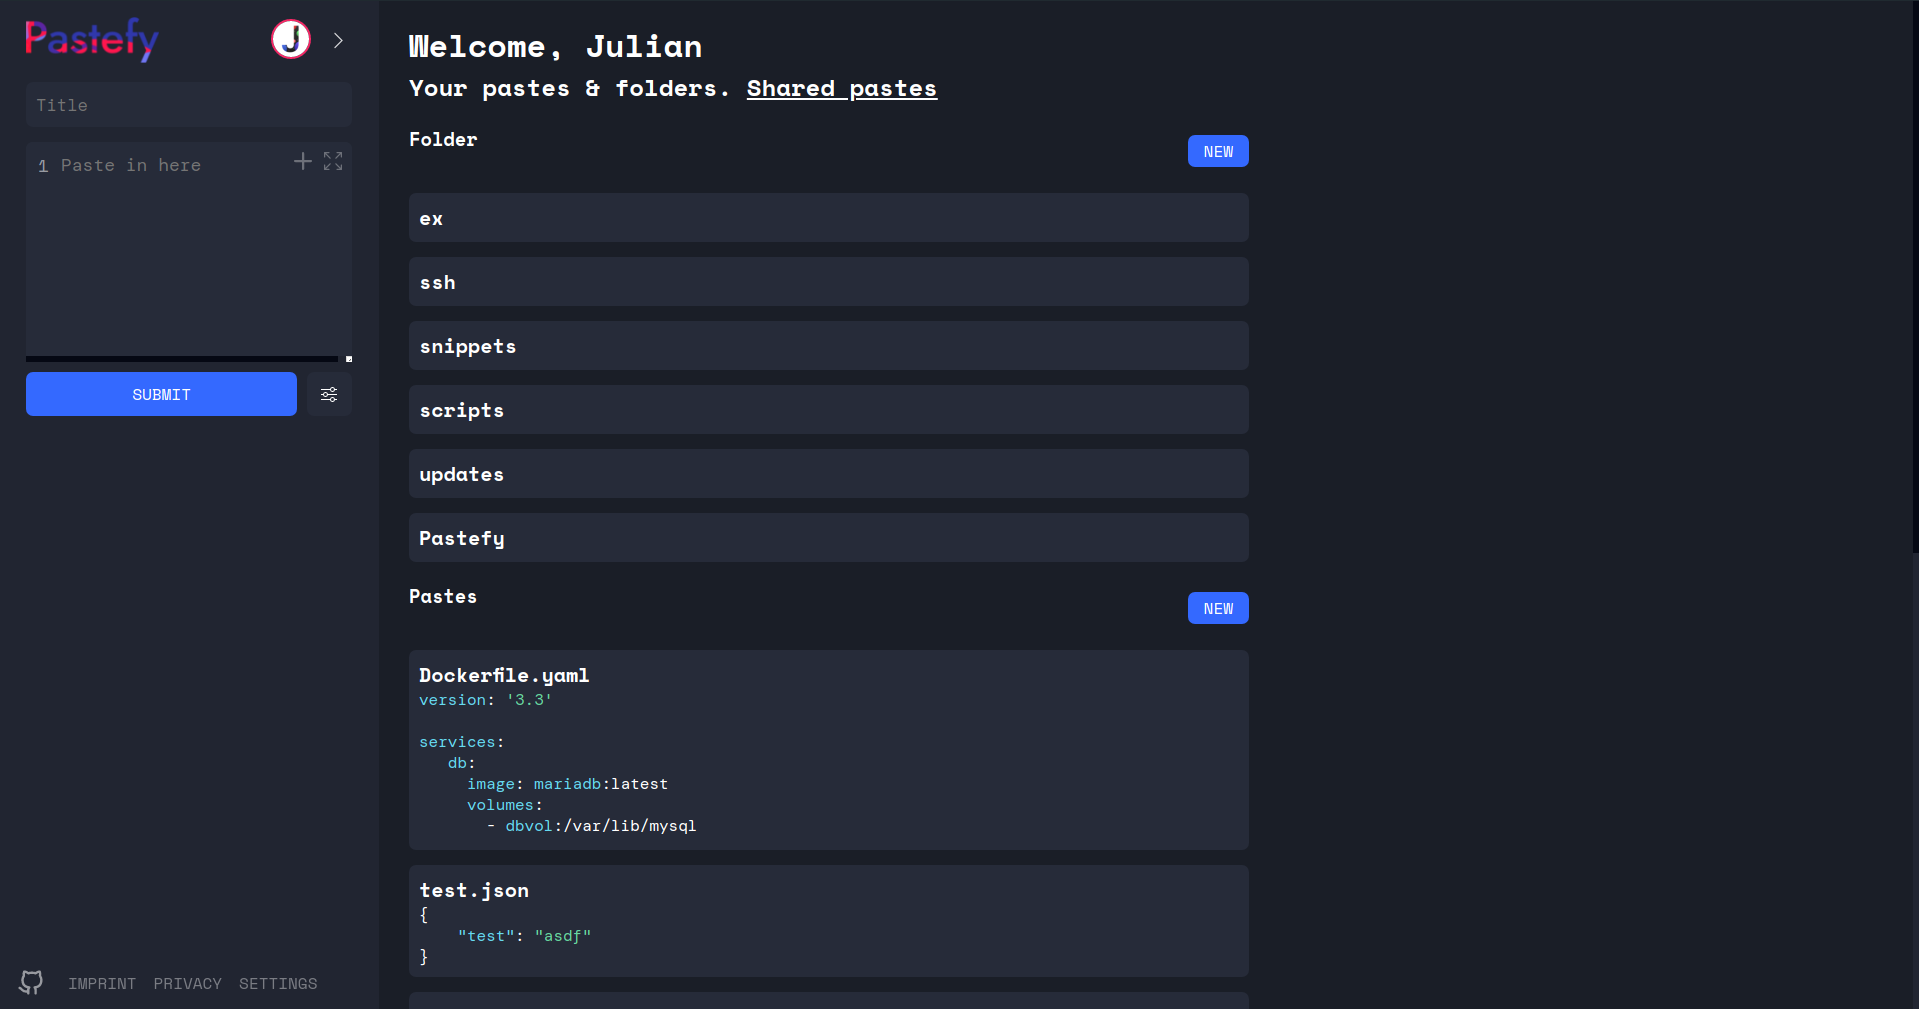 Pastefy
J
Title
1 Paste in here
SUBMIT
IMPRINT PRIVACY SETTINGS
Welcome, Julian
Your pastes & folders. Shared pastes
Folder
NEW
ex
ssh
snippets
scripts
updates
Pastefy
Pastes
NEW
Dockerfile.yaml
version: '3.3'
services:
db:
image: mariadb:latest
volumes:
- dbvol:/var/lib/mysql
test.json
{
"test": "asdf"
}